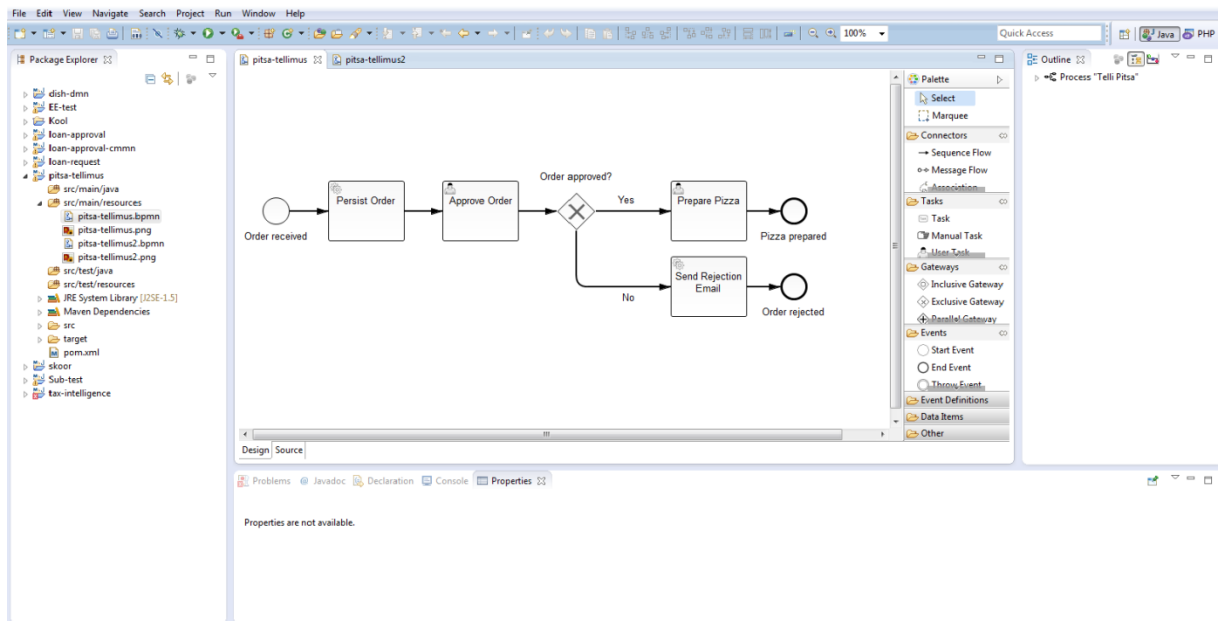 File Edit View Navigate Search Project Run Window Help
100%
Quick Access
Java
PHP
Package Explorer
dish-dmn
EE-test
Kool
loan-approval
loan-approval-cmmn
loan-request
pitsa-tellimus
src/main/java
src/main/resources
pitsa-tellimus.bpmn
pitsa-tellimus.png
pitsa-tellimus2.bpmn
pitsa-tellimus2.png
src/test/java
src/test/resources
JRE System Library [J2SE-1.5]
Maven Dependencies
src
target
pom.xml
skoor
Sub-test
tax-intelligence
pitsa-tellimus
pitsa-tellimus2
Order approved?
Persist Order
Approve Order
Yes
Prepare Pizza
Order received
Pizza prepared
Send Rejection
Email
No
Order rejected
Palette
Select
Marquee
Connectors
Sequence Flow
Message Flow
Association
Tasks
Task
Manual Task
User Task
Gateways
Inclusive Gateway
Exclusive Gateway
Parallel Gateway
Events
Start Event
End Event
Throw Event
Event Definitions
Data Items
Other
Design Source
Outline
Process "Telli Pitsa"
Problems Javadoc Declaration Console Properties
Properties are not available.